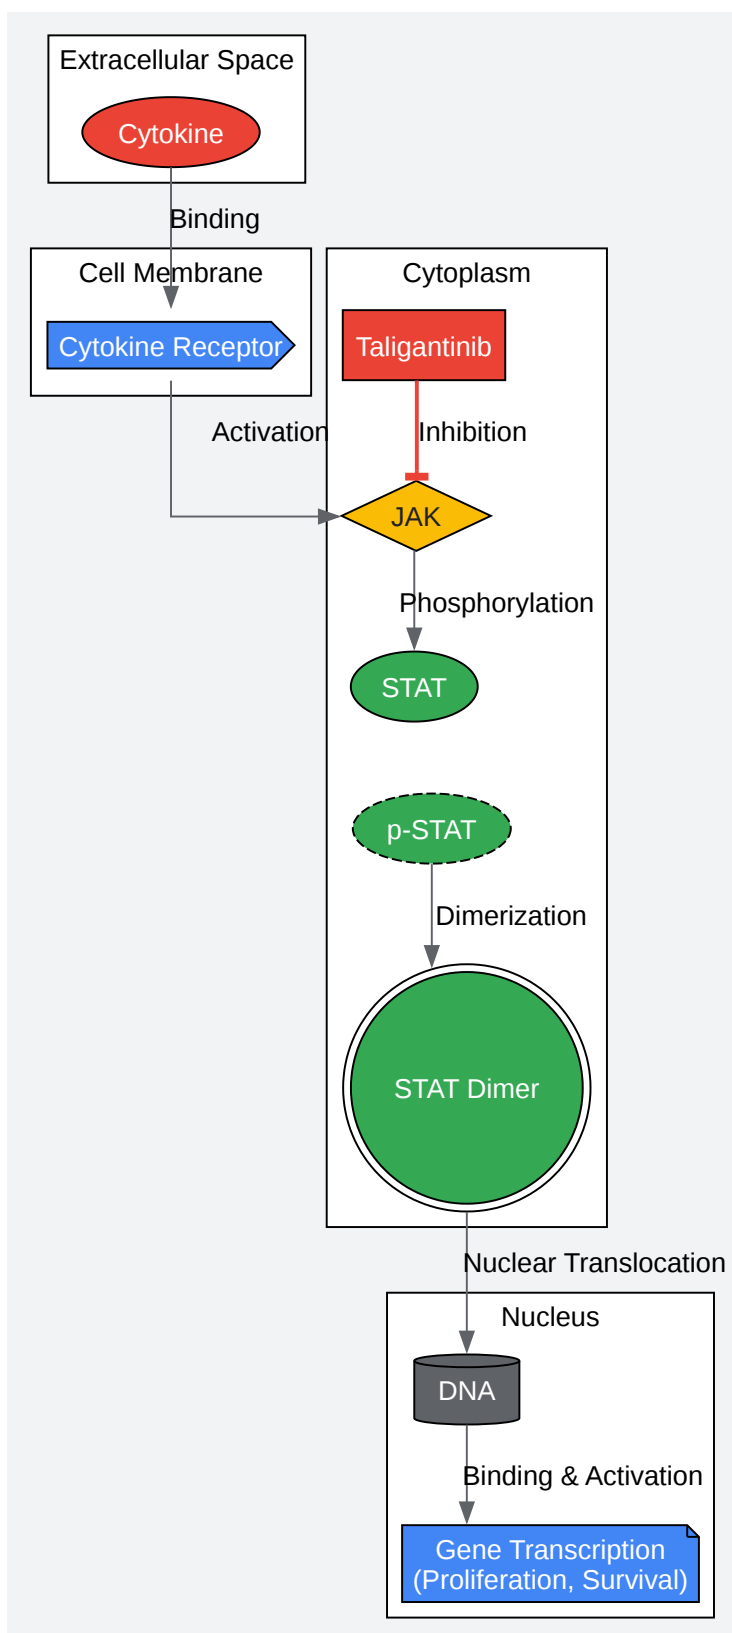 Extracellular Space
Cytokine
Binding
Cell Membrane
Cytokine Receptor
Activation
Cytoplasm
Taligantinib
Inhibition
JAK
Phosphorylation
STAT
p-STAT
Dimerization
STAT Dimer
Nuclear Translocation
Nucleus
DNA
Binding & Activation
Gene Transcription
(Proliferation, Survival)